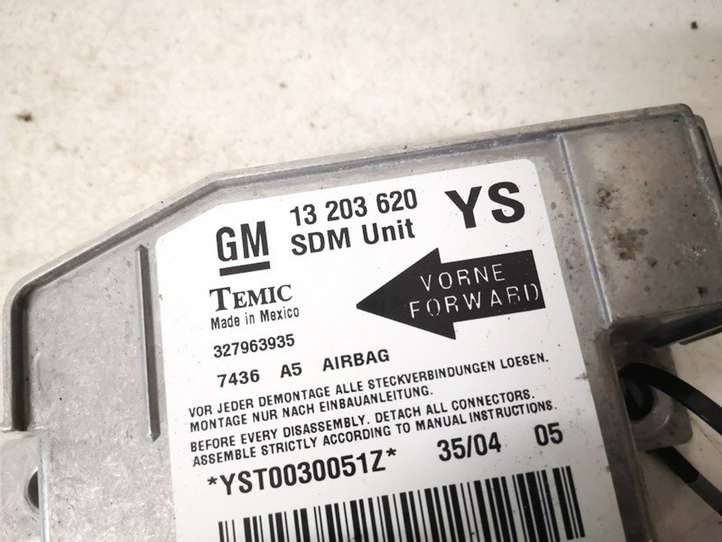 GM 13 203 620 YS
SDM Unit
VORNE
FORWARD
TEMIC
Made in Mexico
327963935
7436 A5 AIRBAG
VOR JEDER DEMONTAGE ALLE STECKVERBINDUNGEN LOESEN.
MONTAGE NUR NACH EINBAUANLEITUNG.
BEFORE EVERY DISASSEMBLY. DETACH ALL CONNECTORS.
ASSEMBLE STRICTLY ACCORDING TO MANUAL INSTRUCTIONS.
*YST0030051Z* 35/04 05